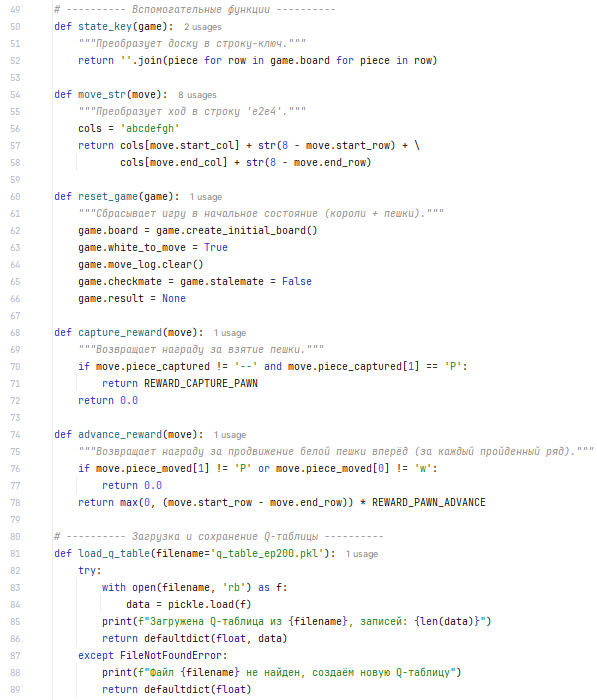 49 # ---------- Вспомогательные функции ----------
50 def state_key(game): 2 usages
51     """Преобразует доску в строку-ключ."""
52     return ''.join(piece for row in game.board for piece in row)
53
54 def move_str(move): 8 usages
55     """Преобразует ход в строку 'e2e4'."""
56     cols = 'abcdefgh'
57     return cols[move.start_col] + str(8 - move.start_row) + \
58            cols[move.end_col] + str(8 - move.end_row)
59
60 def reset_game(game): 1 usage
61     """Сбрасывает игру в начальное состояние (короли + пешки)."""
62     game.board = game.create_initial_board()
63     game.white_to_move = True
64     game.move_log.clear()
65     game.checkmate = game.stalemate = False
66     game.result = None
67
68 def capture_reward(move): 1 usage
69     """Возвращает награду за взятие пешки."""
70     if move.piece_captured != '--' and move.piece_captured[1] == 'P':
71         return REWARD_CAPTURE_PAWN
72     return 0.0
73
74 def advance_reward(move): 1 usage
75     """Возвращает награду за продвижение белой пешки вперёд (за каждый пройденный ряд)."""
76     if move.piece_moved[1] != 'P' or move.piece_moved[0] != 'w':
77         return 0.0
78     return max(0, (move.start_row - move.end_row)) * REWARD_PAWN_ADVANCE
79
80 # ---------- Загрузка и сохранение Q-таблицы ----------
81 def load_q_table(filename='q_table_ep200.pkl'): 1 usage
82     try:
83         with open(filename, 'rb') as f:
84             data = pickle.load(f)
85         print(f"Загружена Q-таблица из {filename}, записей: {len(data)}")
86         return defaultdict(float, data)
87     except FileNotFoundError:
88         print(f"Файл {filename} не найден, создаём новую Q-таблицу")
89         return defaultdict(float)